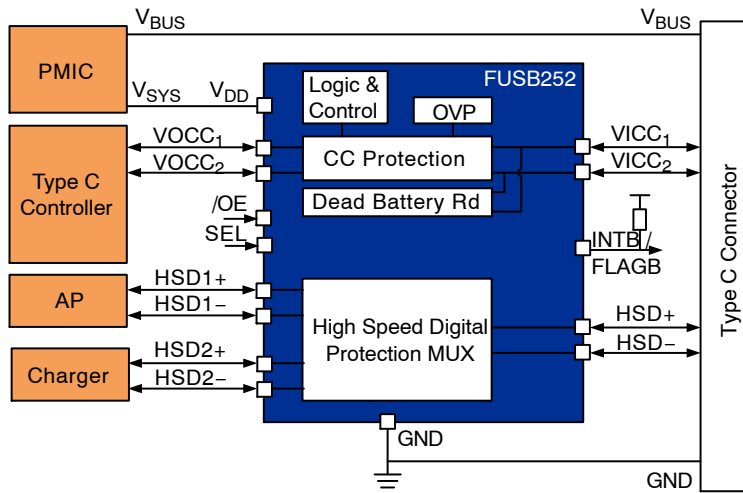 VBUS
VBUS
PMIC
VSYS
VDD
Logic &
Control
FUSB252
OVP
VOCC1
VOCC2
Type C
Controller
CC Protection
VICC1
VICC2
Dead Battery Rd
/OE
SEL
INTB /
FLAGB
Type C Connector
AP
HSD1+
HSD1−
High Speed Digital
Protection MUX
HSD+
HSD−
Charger
HSD2+
HSD2−
GND
GND